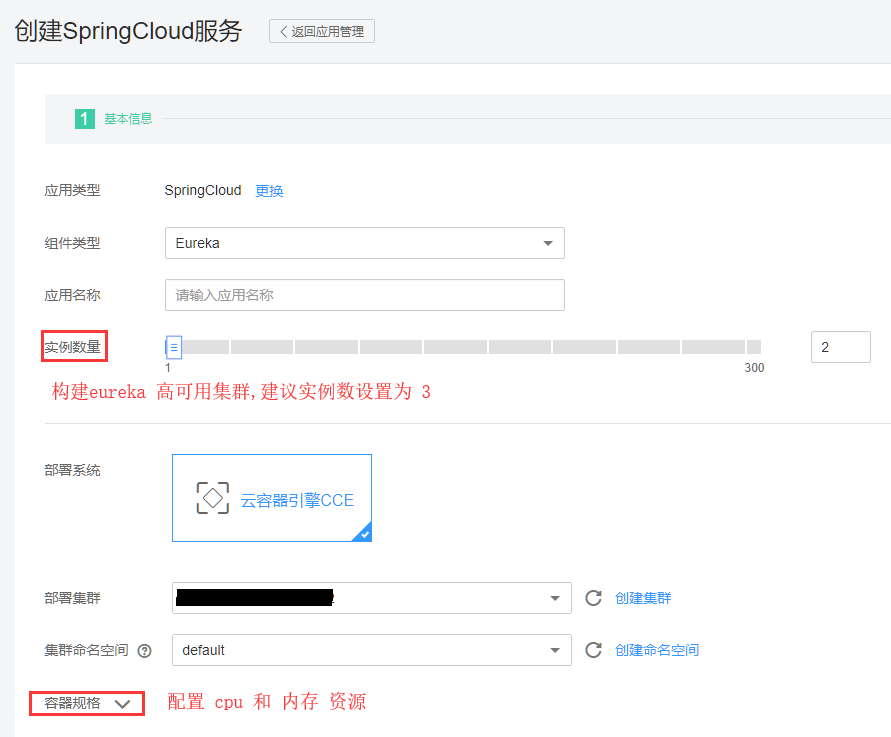 创建SpringCloud服务 返回应用管理
1 基本信息
应用类型 SpringCloud 更换
组件类型 Eureka
应用名称 请输入应用名称
实例数量 2
1 300
构建eureka 高可用集群,建议实例数设置为 3
部署系统 云容器引擎CCE
部署集群 创建集群
集群命名空间 ? default 创建命名空间
容器规格 配置 cpu 和 内存 资源